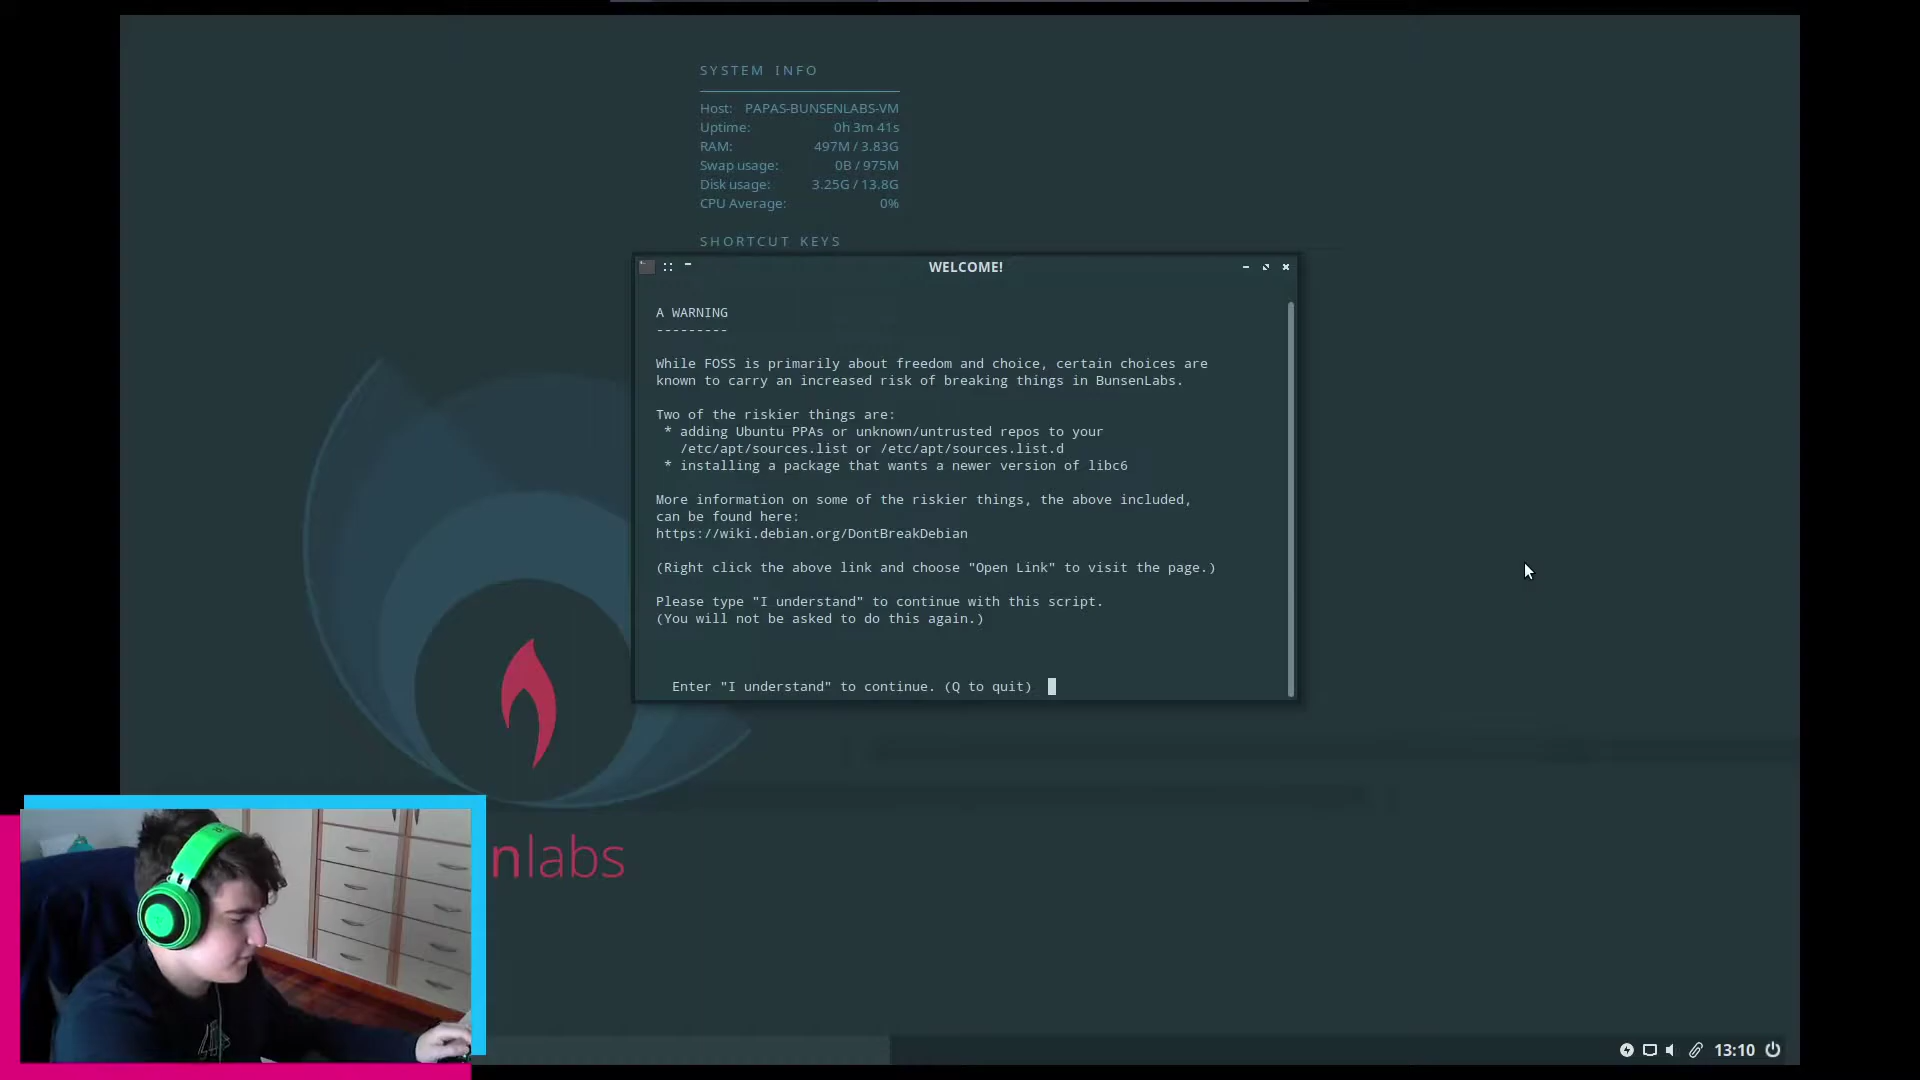 SYSTEM INFO
Host: PAPAS-BUNSENLABS-VM
Uptime: 0h 3m 41s
RAM: 497M / 3.83G
Swap usage: 0B / 975M
Disk usage: 3.25G / 13.8G
CPU Average: 0%
SHORTCUT KEYS
WELCOME!
A WARNING
---------
While FOSS is primarily about freedom and choice, certain choices are
known to carry an increased risk of breaking things in BunsenLabs.
Two of the riskier things are:
* adding Ubuntu PPAs or unknown/untrusted repos to your
/etc/apt/sources.list or /etc/apt/sources.list.d
* installing a package that wants a newer version of libc6
More information on some of the riskier things, the above included,
can be found here:
https://wiki.debian.org/DontBreakDebian
(Right click the above link and choose "Open Link" to visit the page.)
Please type "I understand" to continue with this script.
(You will not be asked to do this again.)
Enter "I understand" to continue. (Q to quit)
nlabs
13:10